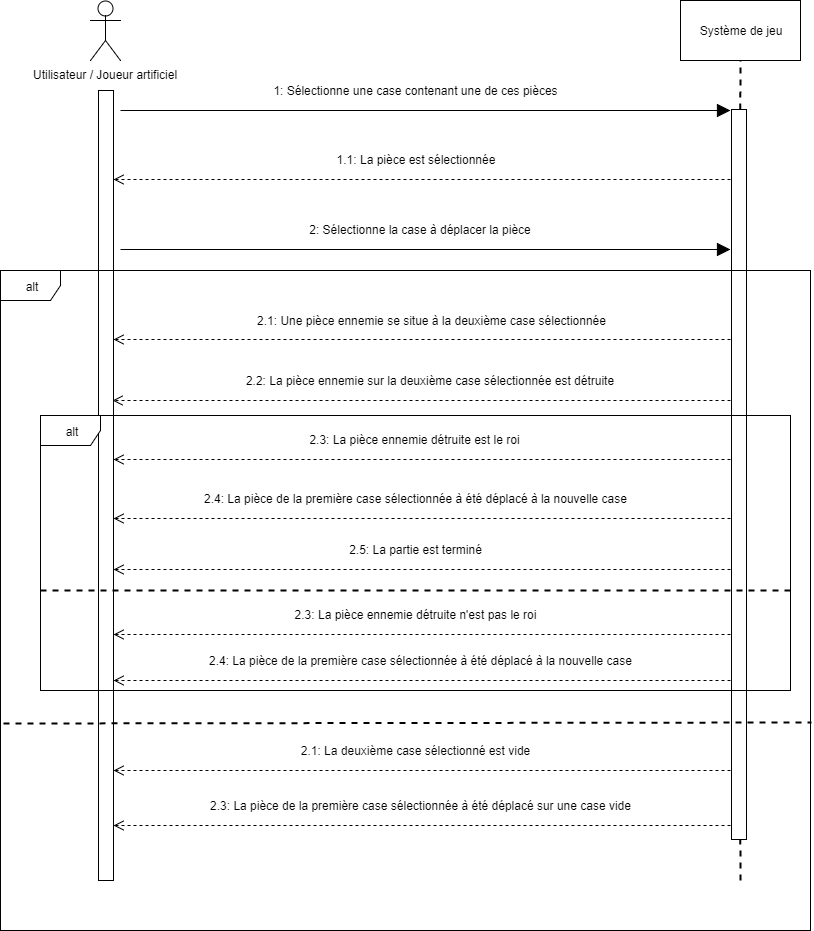 Système de jeu
Utilisateur / Joueur artificiel
1: Sélectionne une case contenant une de ces pièces
1.1: La pièce est sélectionnée
2: Sélectionne la case à déplacer la pièce
alt
2.1: Une pièce ennemie se situe à la deuxième case sélectionnée
2.2: La pièce ennemie sur la deuxième case sélectionnée est détruite
alt
2.3: La pièce ennemie détruite est le roi
2.4: La pièce de la première case sélectionnée à été déplacé à la nouvelle case
2.5: La partie est terminé
2.3: La pièce ennemie détruite n'est pas le roi
2.4: La pièce de la première case sélectionnée à été déplacé à la nouvelle case
2.1: La deuxième case sélectionné est vide
2.3: La pièce de la première case sélectionnée à été déplacé sur une case vide